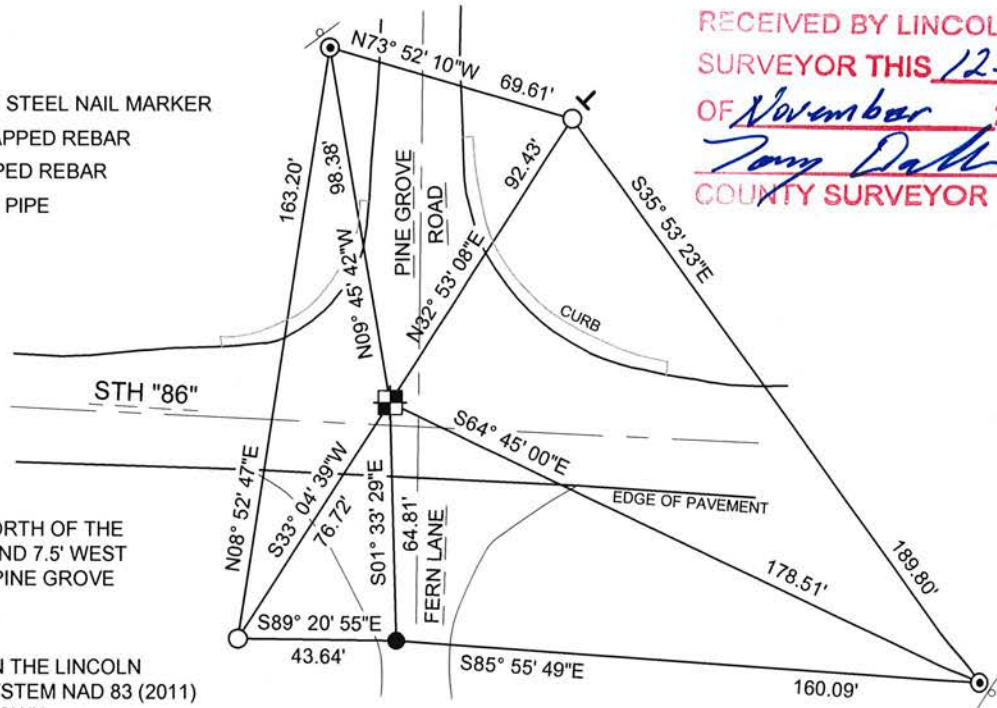 RECEIVED BY LINCOL
SURVEYOR THIS 12
OF November
COUNTY SURVEYOR
STEEL NAIL MARKER
APPED REBAR
PED REBAR
PIPE
N73° 52' 10"W
69.61'
163.20'
98.38'
92.43'
S35° 53' 23"E
PINE GROVE
ROAD
N09° 45' 42"W
N32° 53' 08"E
CURB
STH "86"
S64° 45' 00"E
N08° 52' 47"E
S33° 04' 39"W
76.72'
S01° 33' 29"E
64.81'
FERN LANE
EDGE OF PAVEMENT
178.51'
189.80'
ORTH OF THE
ND 7.5' WEST
PINE GROVE
S89° 20' 55"E
43.64'
S85° 55' 49"E
160.09'
N THE LINCOLN
STEM NAD 83 (2011)